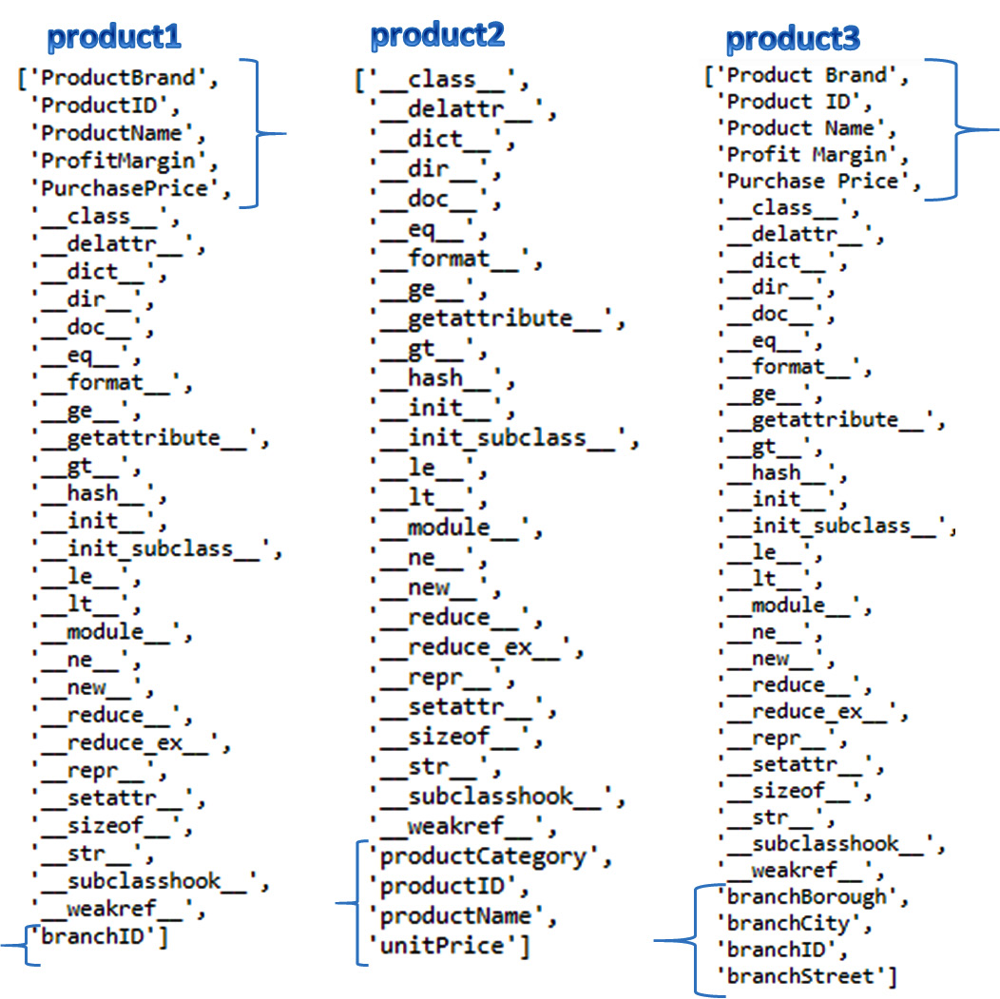 product1
['ProductBrand',
'ProductID',
'ProductName',
'ProfitMargin',
'PurchasePrice',
'__class__',
'__delattr__',
'__dict__',
'__dir__',
'__doc__',
'__eq__',
'__format__',
'__ge__',
'__getattribute__',
'__gt__',
'__hash__',
'__init__',
'__init_subclass__',
'__le__',
'__lt__',
'__module__',
'__ne__',
'__new__',
'__reduce__',
'__reduce_ex__',
'__repr__',
'__setattr__',
'__sizeof__',
'__str__',
'__subclasshook__',
'__weakref__',
'branchID']
product2
['__class__',
'__delattr__',
'__dict__',
'__dir__',
'__doc__',
'__eq__',
'__format__',
'__ge__',
'__getattribute__',
'__gt__',
'__hash__',
'__init__',
'__init_subclass__',
'__le__',
'__lt__',
'__module__',
'__ne__',
'__new__',
'__reduce__',
'__reduce_ex__',
'__repr__',
'__setattr__',
'__sizeof__',
'__str__',
'__subclasshook__',
'__weakref__',
'productCategory',
'productID',
'productName',
'unitPrice']
product3
['Product Brand',
'Product ID',
'Product Name',
'Profit Margin',
'Purchase Price',
'__class__',
'__delattr__',
'__dict__',
'__dir__',
'__doc__',
'__eq__',
'__format__',
'__ge__',
'__getattribute__',
'__gt__',
'__hash__',
'__init__',
'__init_subclass__',
'__le__',
'__lt__',
'__module__',
'__ne__',
'__new__',
'__reduce__',
'__reduce_ex__',
'__repr__',
'__setattr__',
'__sizeof__',
'__str__',
'__subclasshook__',
'__weakref__',
'branchBorough',
'branchCity',
'branchID',
'branchStreet']